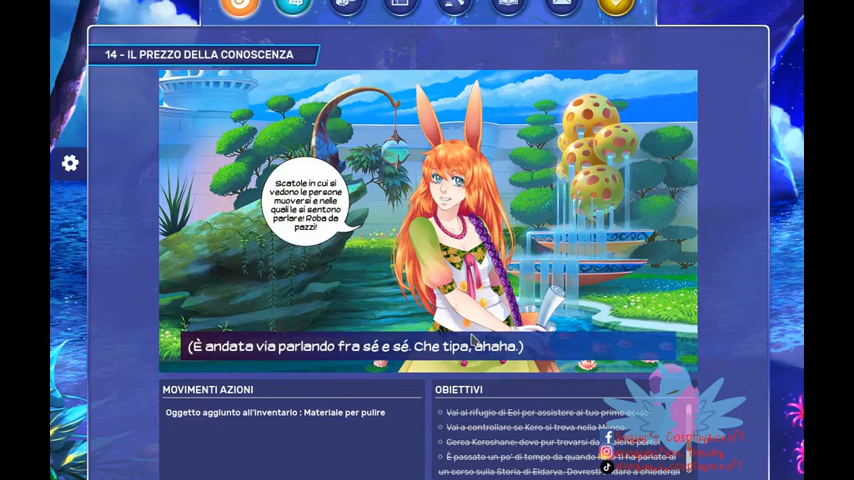 14 - IL PREZZO DELLA CONOSCENZA
Scatole in cui si
vedono le persone
muoversi e nelle
quali le si sentono
parlare! Roba da
pazzi!
(È andata via parlando fra sé e sé. Che tipa, ahaha.)
MOVIMENTI AZIONI
Oggetto aggiunto all'inventario : Materiale per pulire
OBIETTIVI
Vai al rifugio di Eel per assistere al tuo primo
Vai a controllare se Kero si trova nella Mensa.
Cerca Keroshane: deve pur trovarsi da
È passato un po' di tempo da quando
un corso sulla Storia di Eldarya. Dovresti andare a chiedergli